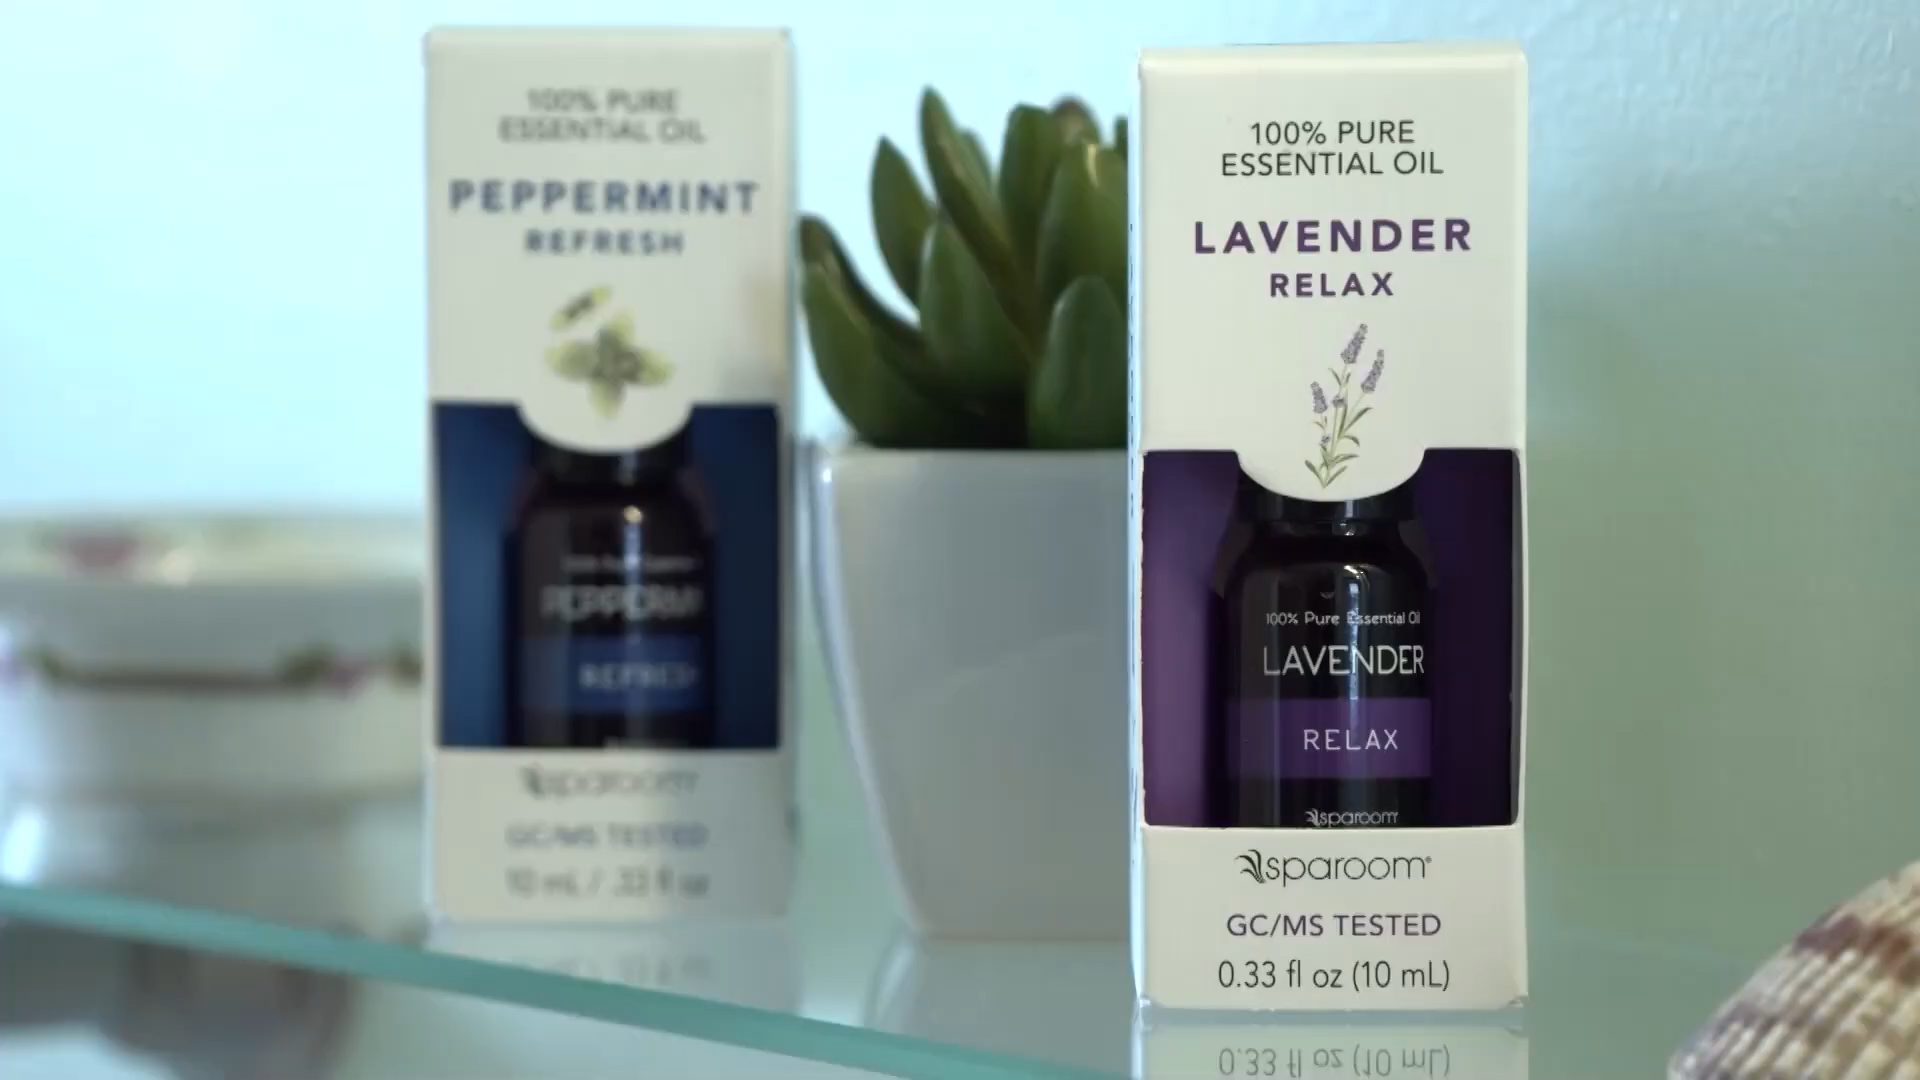 100% PURE
ESSENTIAL OIL
PEPPERMINT
REFRESH
sparoom
GC/MS TESTED
10 mL / .33 fl oz
100% PURE
ESSENTIAL OIL
LAVENDER
RELAX
100% Pure Essential Oil
LAVENDER
RELAX
sparoom
sparoom®
GC/MS TESTED
0.33 fl oz (10 mL)